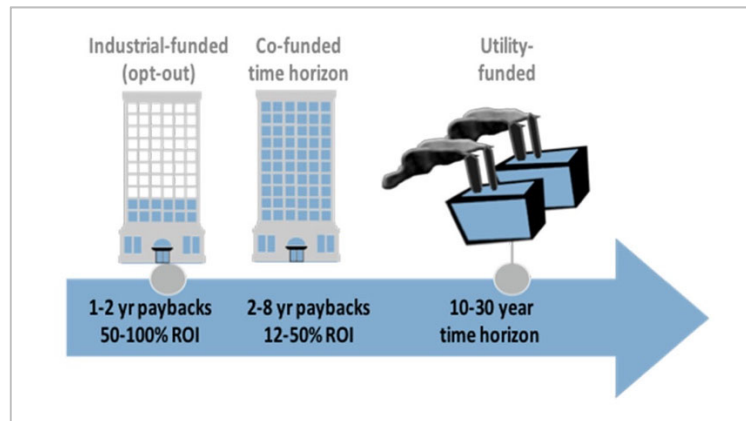 Industrial-funded
(opt-out)
Co-funded
time horizon
Utility-
funded
1-2 yr paybacks
50-100% ROI
2-8 yr paybacks
12-50% ROI
10-30 year
time horizon